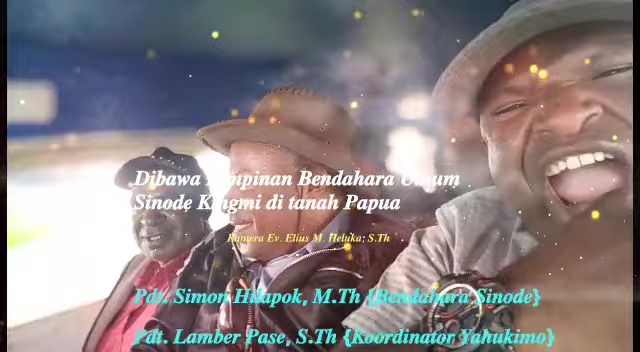 Dibawa Pimpinan Bendahara Umum
Sinode Kingmi di tanah Papua
Kamera Ev. Elius M. Heluka; S.Th
Pdt. Simon Hilapok, M.Th {Bendahara Sinode}
Pdt. Lamber Pase, S.Th {Koordinator Yahukimo}